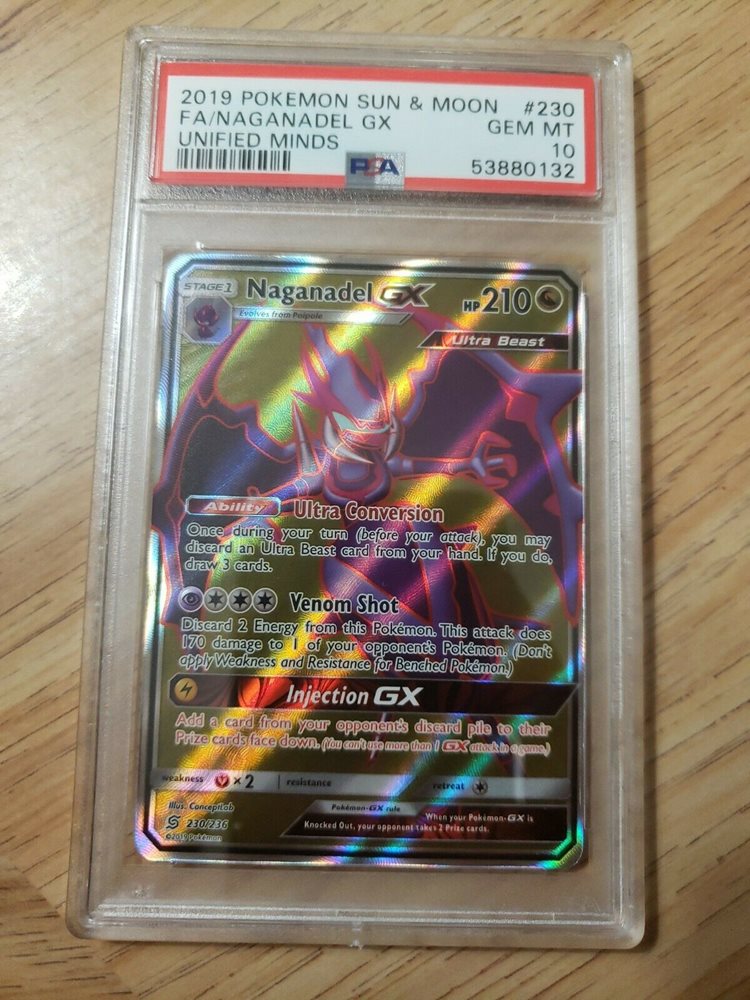 2019 POKEMON SUN & MOON #230
FA/NAGANADEL GX GEM MT
UNIFIED MINDS 10
PSA 53880132
STAGE 1 Naganadel GX HP 210
Evolves from Poipole
Ultra Beast
Ability Ultra Conversion
Once during your turn (before your attack), you may
discard an Ultra Beast card from your hand. If you do,
draw 3 cards.
Venom Shot
Discard 2 Energy from this Pokémon. This attack does
170 damage to 1 of your opponent's Pokémon. (Don't
apply Weakness and Resistance for Benched Pokémon.)
Injection GX
Add a card from your opponent's discard pile to their
Prize cards face down. (You can't use more than 1 GX attack in a game.)
weakness ×2 resistance retreat
Illus. ConceptLab
230/236
©2019 Pokémon
Pokémon-GX rule
When your Pokémon-GX is
Knocked Out, your opponent takes 2 Prize cards.